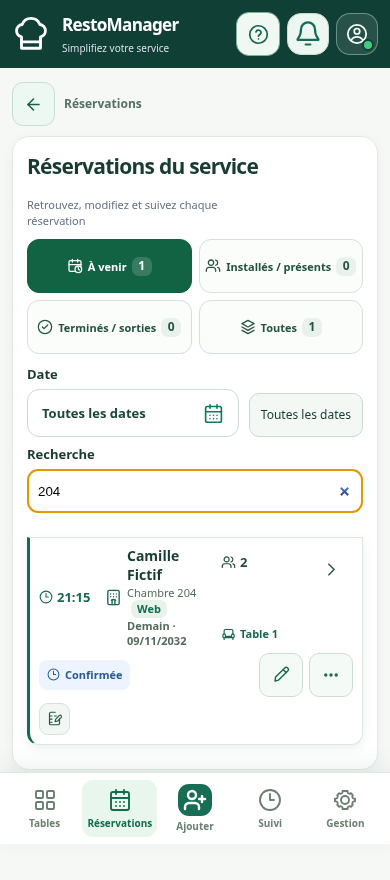 RestoManager
Simplifiez votre service
Réservations
Réservations du service
Retrouvez, modifiez et suivez chaque
réservation
À venir 1
Installés / présents 0
Terminés / sorties 0
Toutes 1
Date
Toutes les dates
Toutes les dates
Recherche
204
21:15
Camille
Fictif
Chambre 204
Web
Demain ·
09/11/2032
2
Table 1
Confirmée
Tables
Réservations
Ajouter
Suivi
Gestion